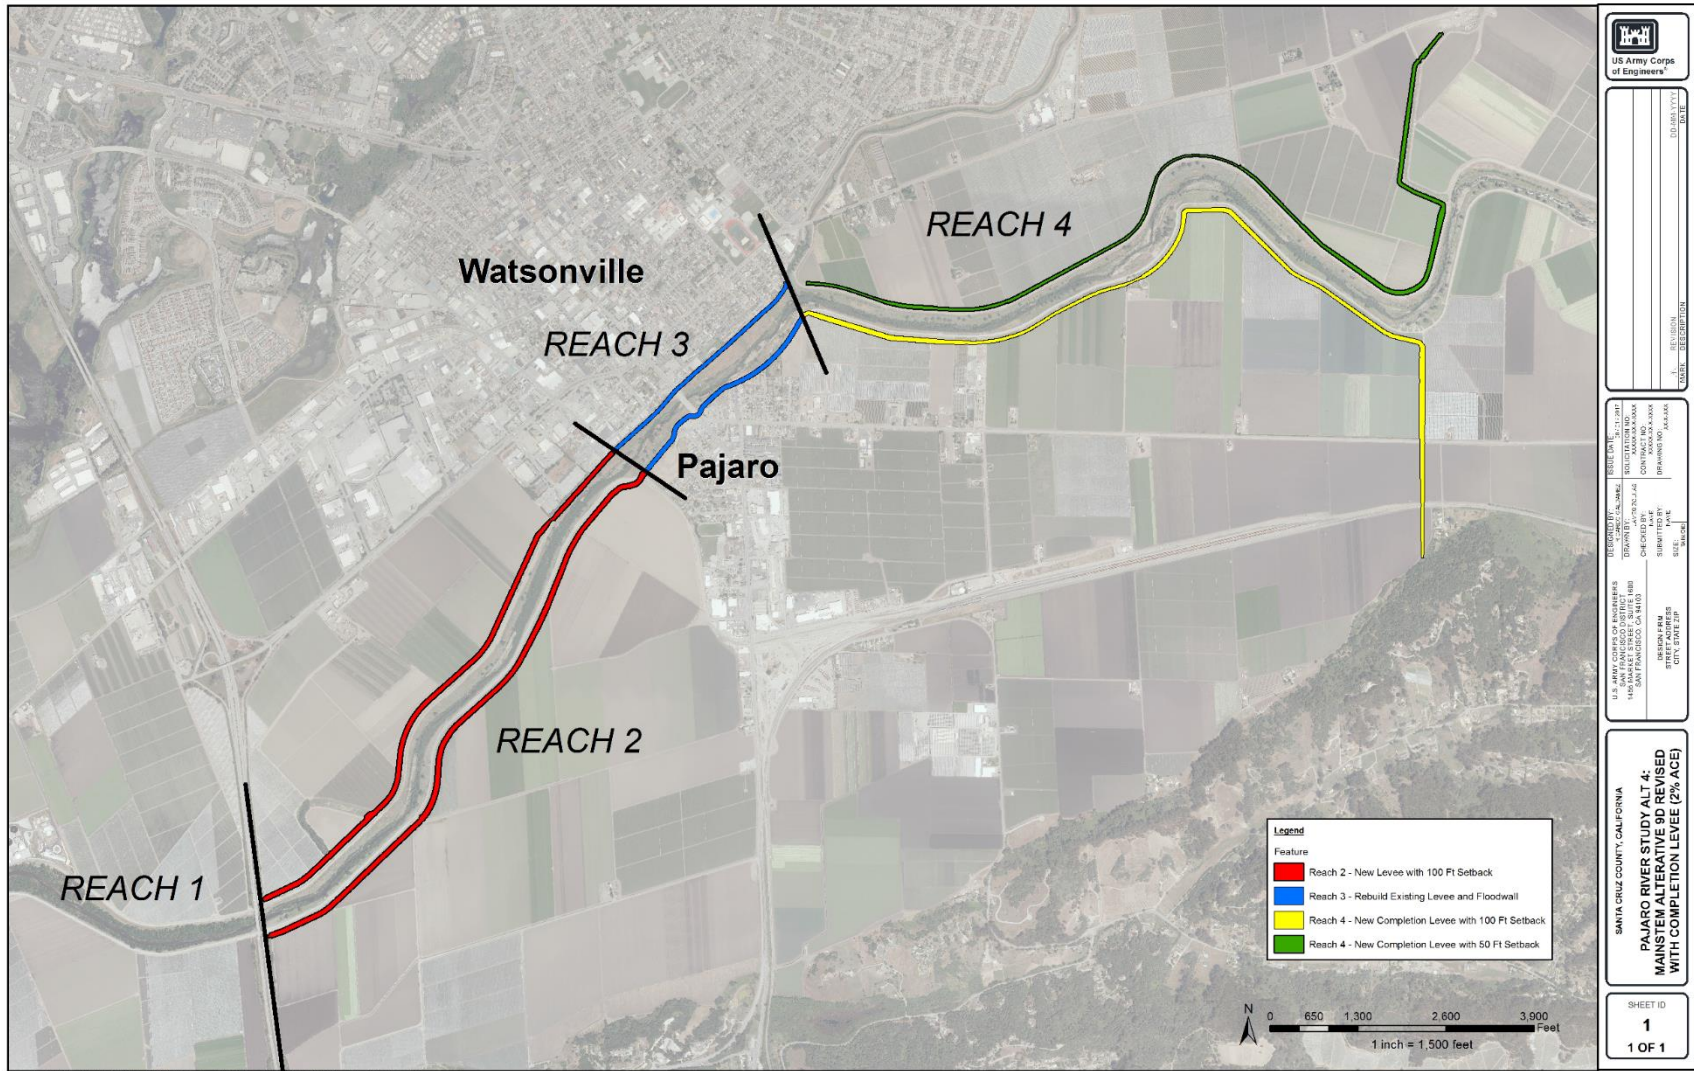 REACH 4
Watsonville
REACH 3
Pajaro
REACH 2
REACH 1
Legend
Feature
Reach 2 - New Levee with 100 Ft Setback
Reach 3 - Rebuild Existing Levee and Floodwall
Reach 4 - New Completion Levee with 100 Ft Setback
Reach 4 - New Completion Levee with 50 Ft Setback
N
0 650 1,300 2,600 3,900
Feet
1 inch = 1,500 feet
US Army Corps
of Engineers
DD-MM-YYYY
DATE
REVISION
DESCRIPTION
MARK
DESIGNED BY:
DRAWN BY:
CHECKED BY:
SUBMITTED BY:
SIZE:
ISSUE DATE:
SOLICITATION NO.:
CONTRACT NO.:
DRAWING NO.:
U.S. ARMY CORPS OF ENGINEERS
SAN FRANCISCO DISTRICT
SAN FRANCISCO, CA 94103
DESIGN FIRM
STREET ADDRESS
CITY, STATE ZIP
SANTA CRUZ COUNTY, CALIFORNIA
PAJARO RIVER STUDY ALT 4:
MAINSTEM ALTERATIVE 9D REVISED
WITH COMPLETION LEVEE (2% ACE)
SHEET ID
1
1 OF 1